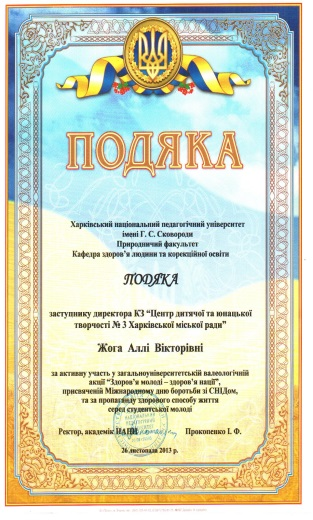 ПОДЯКА
Харківський національний педагогічний університет
імені Г. С. Сковороди
Природничий факультет
Кафедра здоров'я людини та корекційної освіти
ПОДЯКА
заступнику директора КЗ "Центр дитячої та юнацької
творчості № 3 Харківської міської ради"
Жога Аллі Вікторівні
за активну участь у загальноуніверситетській валеологічній
акції "Здоров'я молоді – здоров'я нації",
присвяченій Міжнародному дню боротьби зі СНІДом,
та за пропаганду здорового способу життя
серед студентської молоді
Ректор, академік НАПН Прокопенко І. Ф.
26 листопада 2013 р.